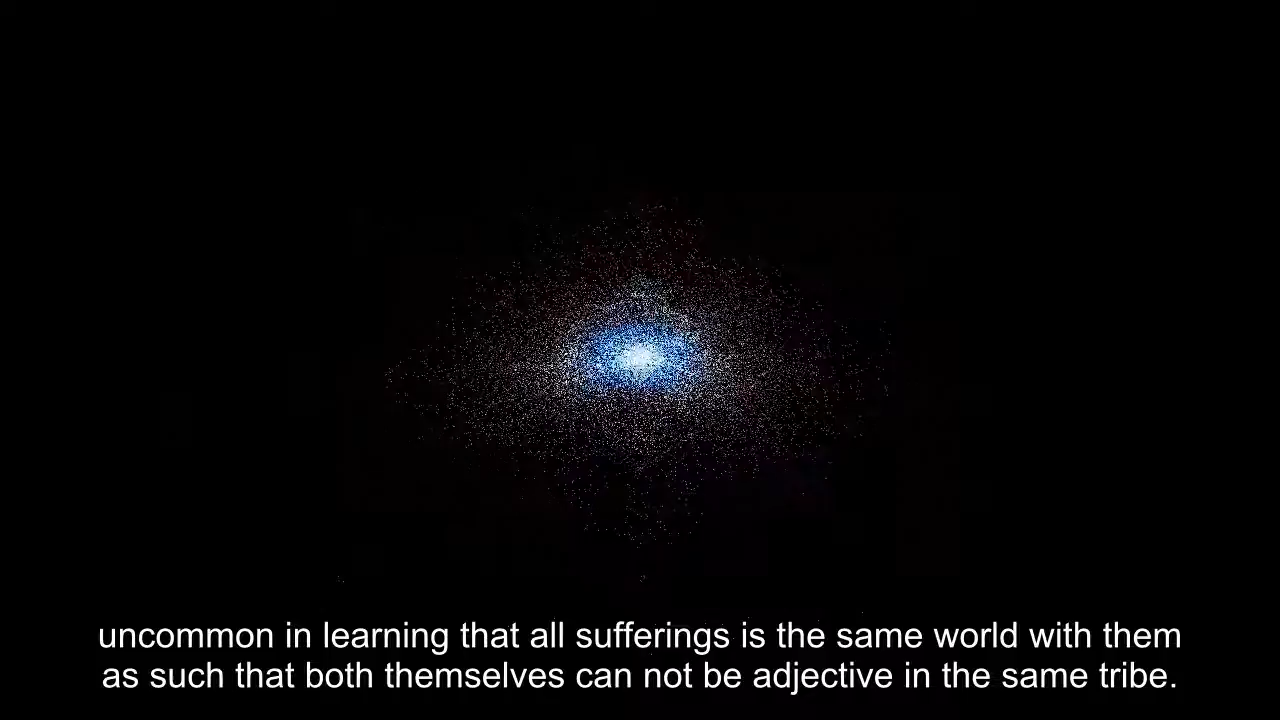 uncommon in learning that all sufferings is the same world with them
as such that both themselves can not be adjective in the same tribe.